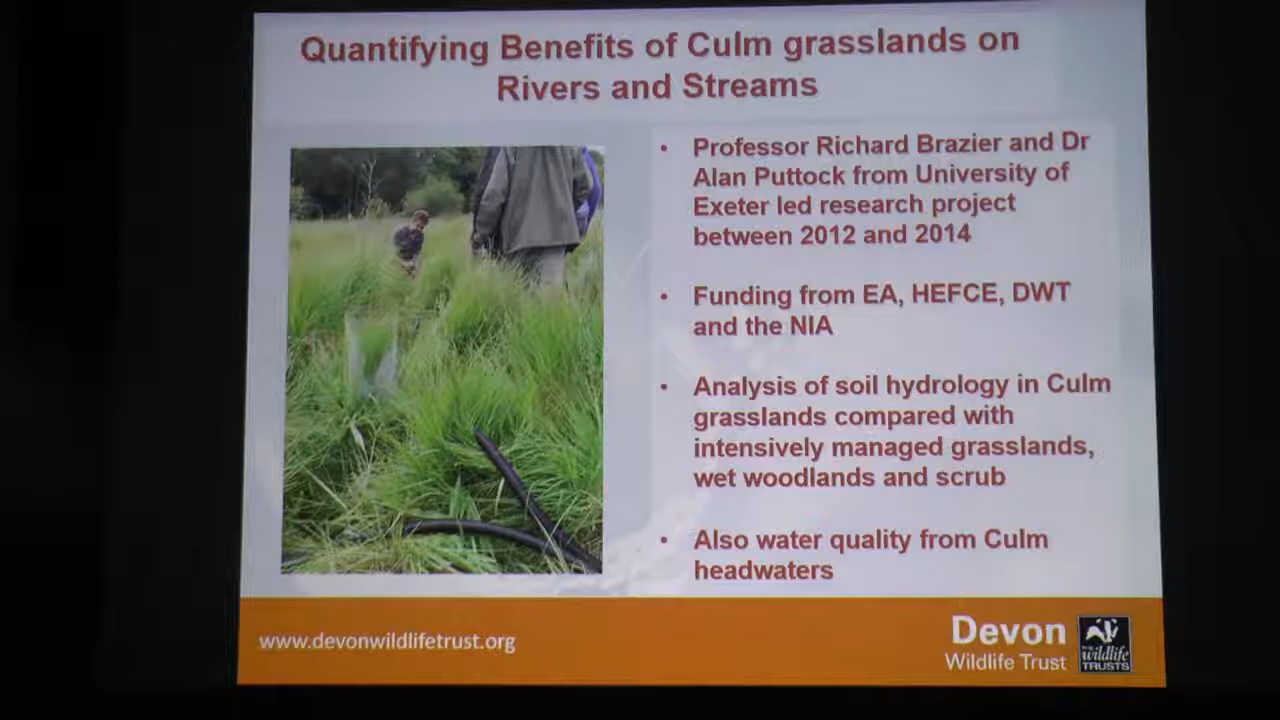 Quantifying Benefits of Culm grasslands on
Rivers and Streams
• Professor Richard Brazier and Dr
Alan Puttock from University of
Exeter led research project
between 2012 and 2014
• Funding from EA, HEFCE, DWT
and the NIA
• Analysis of soil hydrology in Culm
grasslands compared with
intensively managed grasslands,
wet woodlands and scrub
• Also water quality from Culm
headwaters
www.devonwildlifetrust.org
Devon
Wildlife Trust
THE
wildlife
TRUSTS